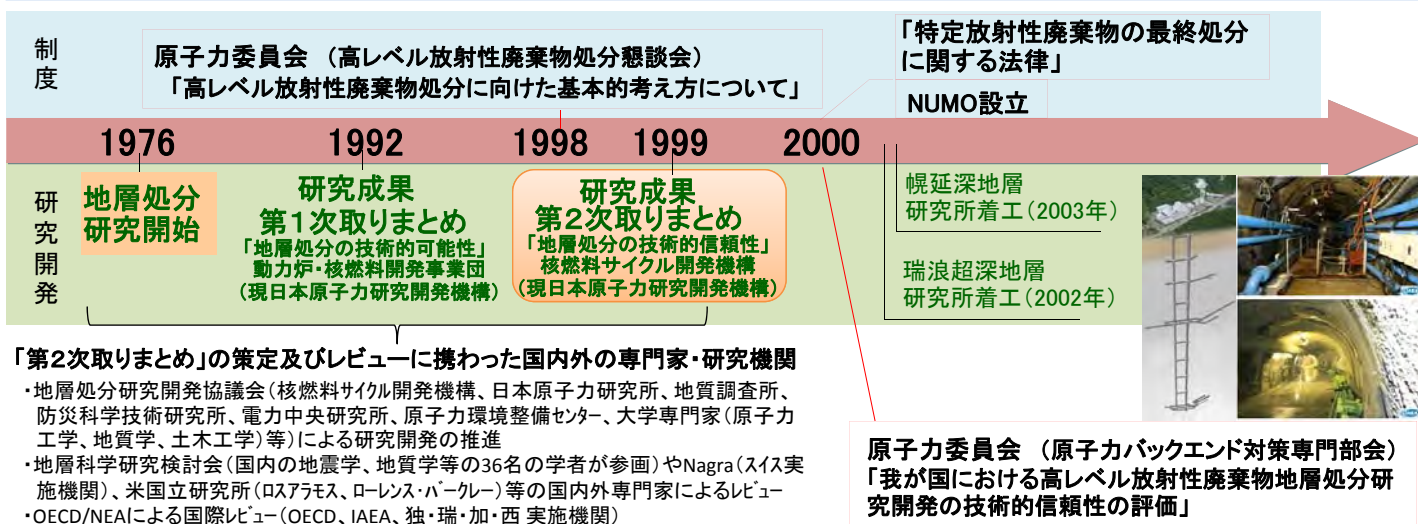 制度
原子力委員会 (高レベル放射性廃棄物処分懇談会)
「高レベル放射性廃棄物処分に向けた基本的考え方について」
「特定放射性廃棄物の最終処分
に関する法律」
NUMO設立
1976 1992 1998 1999 2000
研究開発
地層処分
研究開始
研究成果
第1次取りまとめ
「地層処分の技術的可能性」
動力炉・核燃料開発事業団
(現日本原子力研究開発機構)
研究成果
第2次取りまとめ
「地層処分の技術的信頼性」
核燃料サイクル開発機構
(現日本原子力研究開発機構)
幌延深地層
研究所着工(2003年)
瑞浪超深地層
研究所着工(2002年)
「第2次取りまとめ」の策定及びレビューに携わった国内外の専門家・研究機関
・地層処分研究開発協議会(核燃料サイクル開発機構、日本原子力研究所、地質調査所、
防災科学技術研究所、電力中央研究所、原子力環境整備センター、大学専門家(原子力
工学、地質学、土木工学)等)による研究開発の推進
・地層科学研究検討会(国内の地震学、地質学等の36名の学者が参画)やNagra(スイス実
施機関)、米国立研究所(ロスアラモス、ローレンス・バークレー)等の国内外専門家によるレビュー
・OECD/NEAによる国際レビュー(OECD、IAEA、独・瑞・加・西 実施機関)
原子力委員会 (原子力バックエンド対策専門部会)
「我が国における高レベル放射性廃棄物地層処分研
究開発の技術的信頼性の評価」